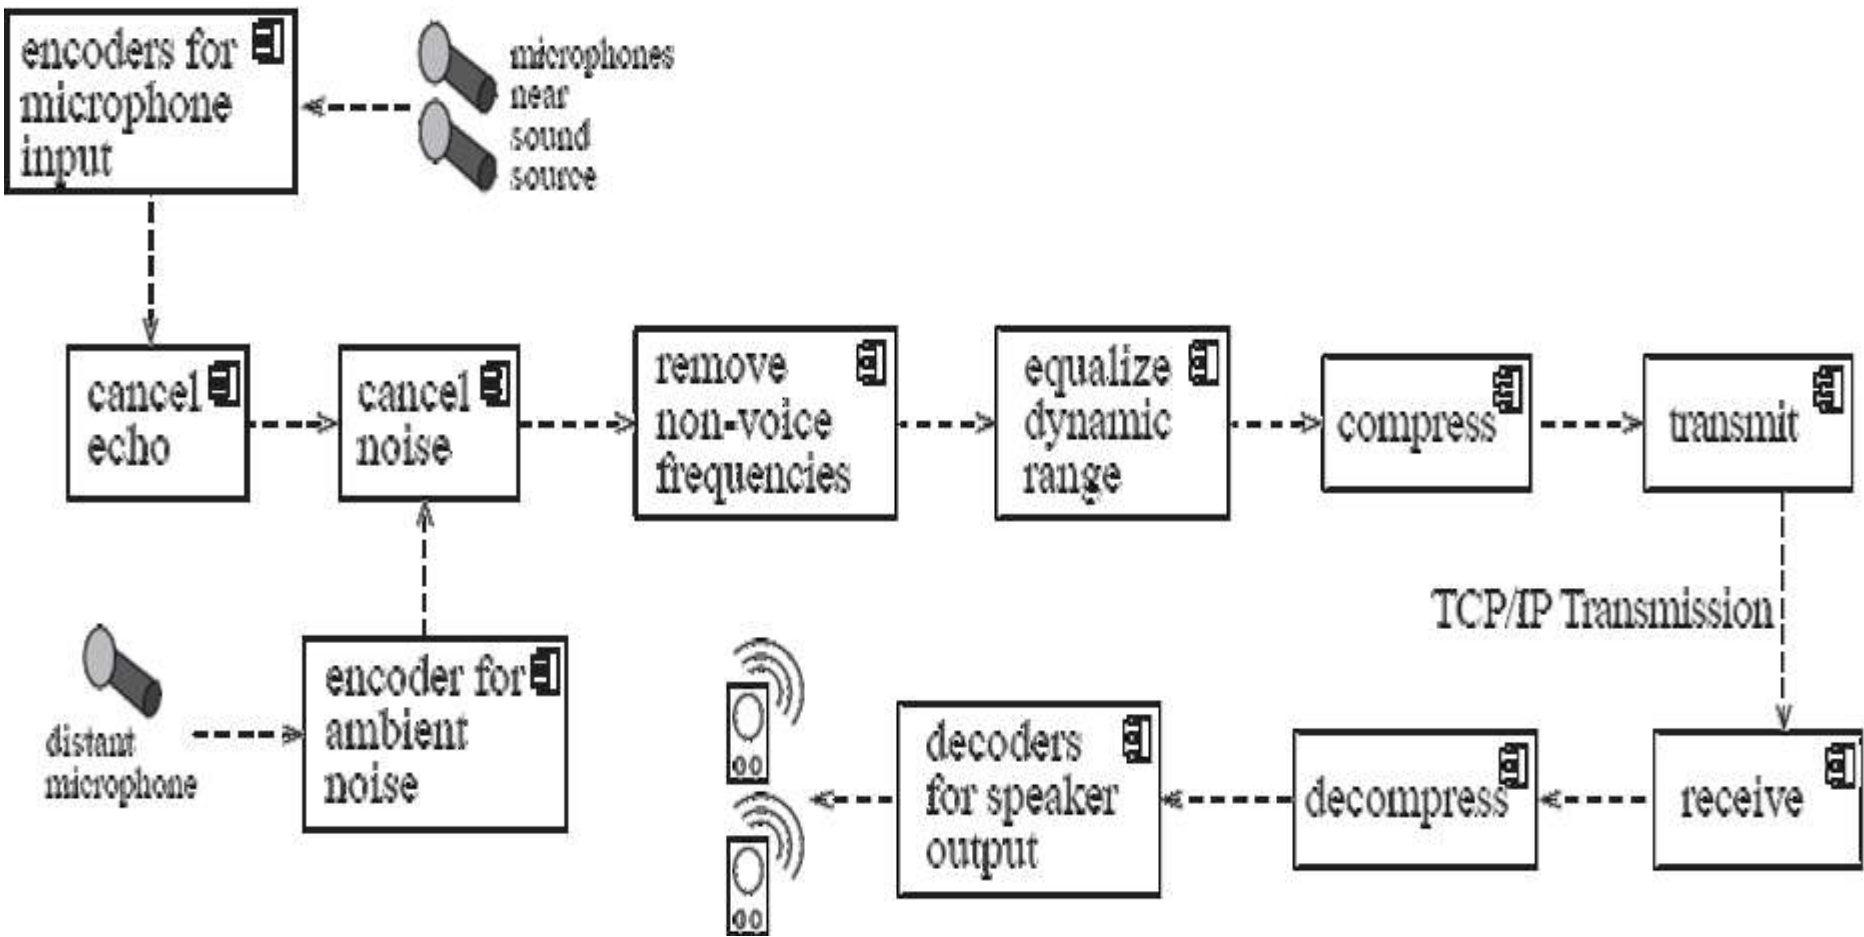 encoders for
microphone
input
microphones
near
sound
source
cancel
echo
cancel
noise
remove
non-voice
frequencies
equalize
dynamic
range
compress
transmit
TCP/IP Transmission
distant
microphone
encoder for
ambient
noise
decoders
for speaker
output
decompress
receive